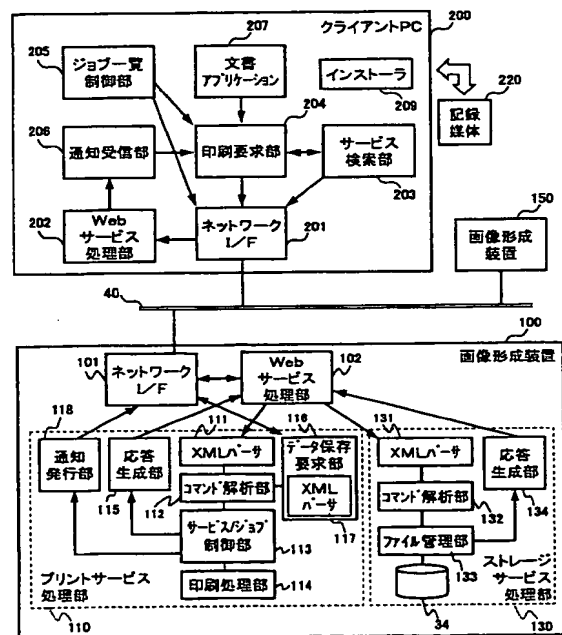 クライアントPC
200
205
ジョブ一覧
制御部
207
文書
アプリケーション
インストーラ
209
220
記録
媒体
206
通知受信部
204
印刷要求部
サービス
検索部
203
202
Web
サービス
処理部
ネットワーク
I/F
201
150
画像形成
装置
40
100
画像形成装置
101
ネットワーク
I/F
102
Web
サービス
処理部
118
通知
発行部
応答
生成部
115
111
XMLパーサ
116
データ保存
要求部
XML
パーサ
117
コマンド解析部
112
サービス/ジョブ
制御部
113
印刷処理部
114
プリントサービス
処理部
110
131
XMLパーサ
コマンド解析部
132
ファイル管理部
133
34
応答
生成部
134
ストレージ
サービス
処理部
130